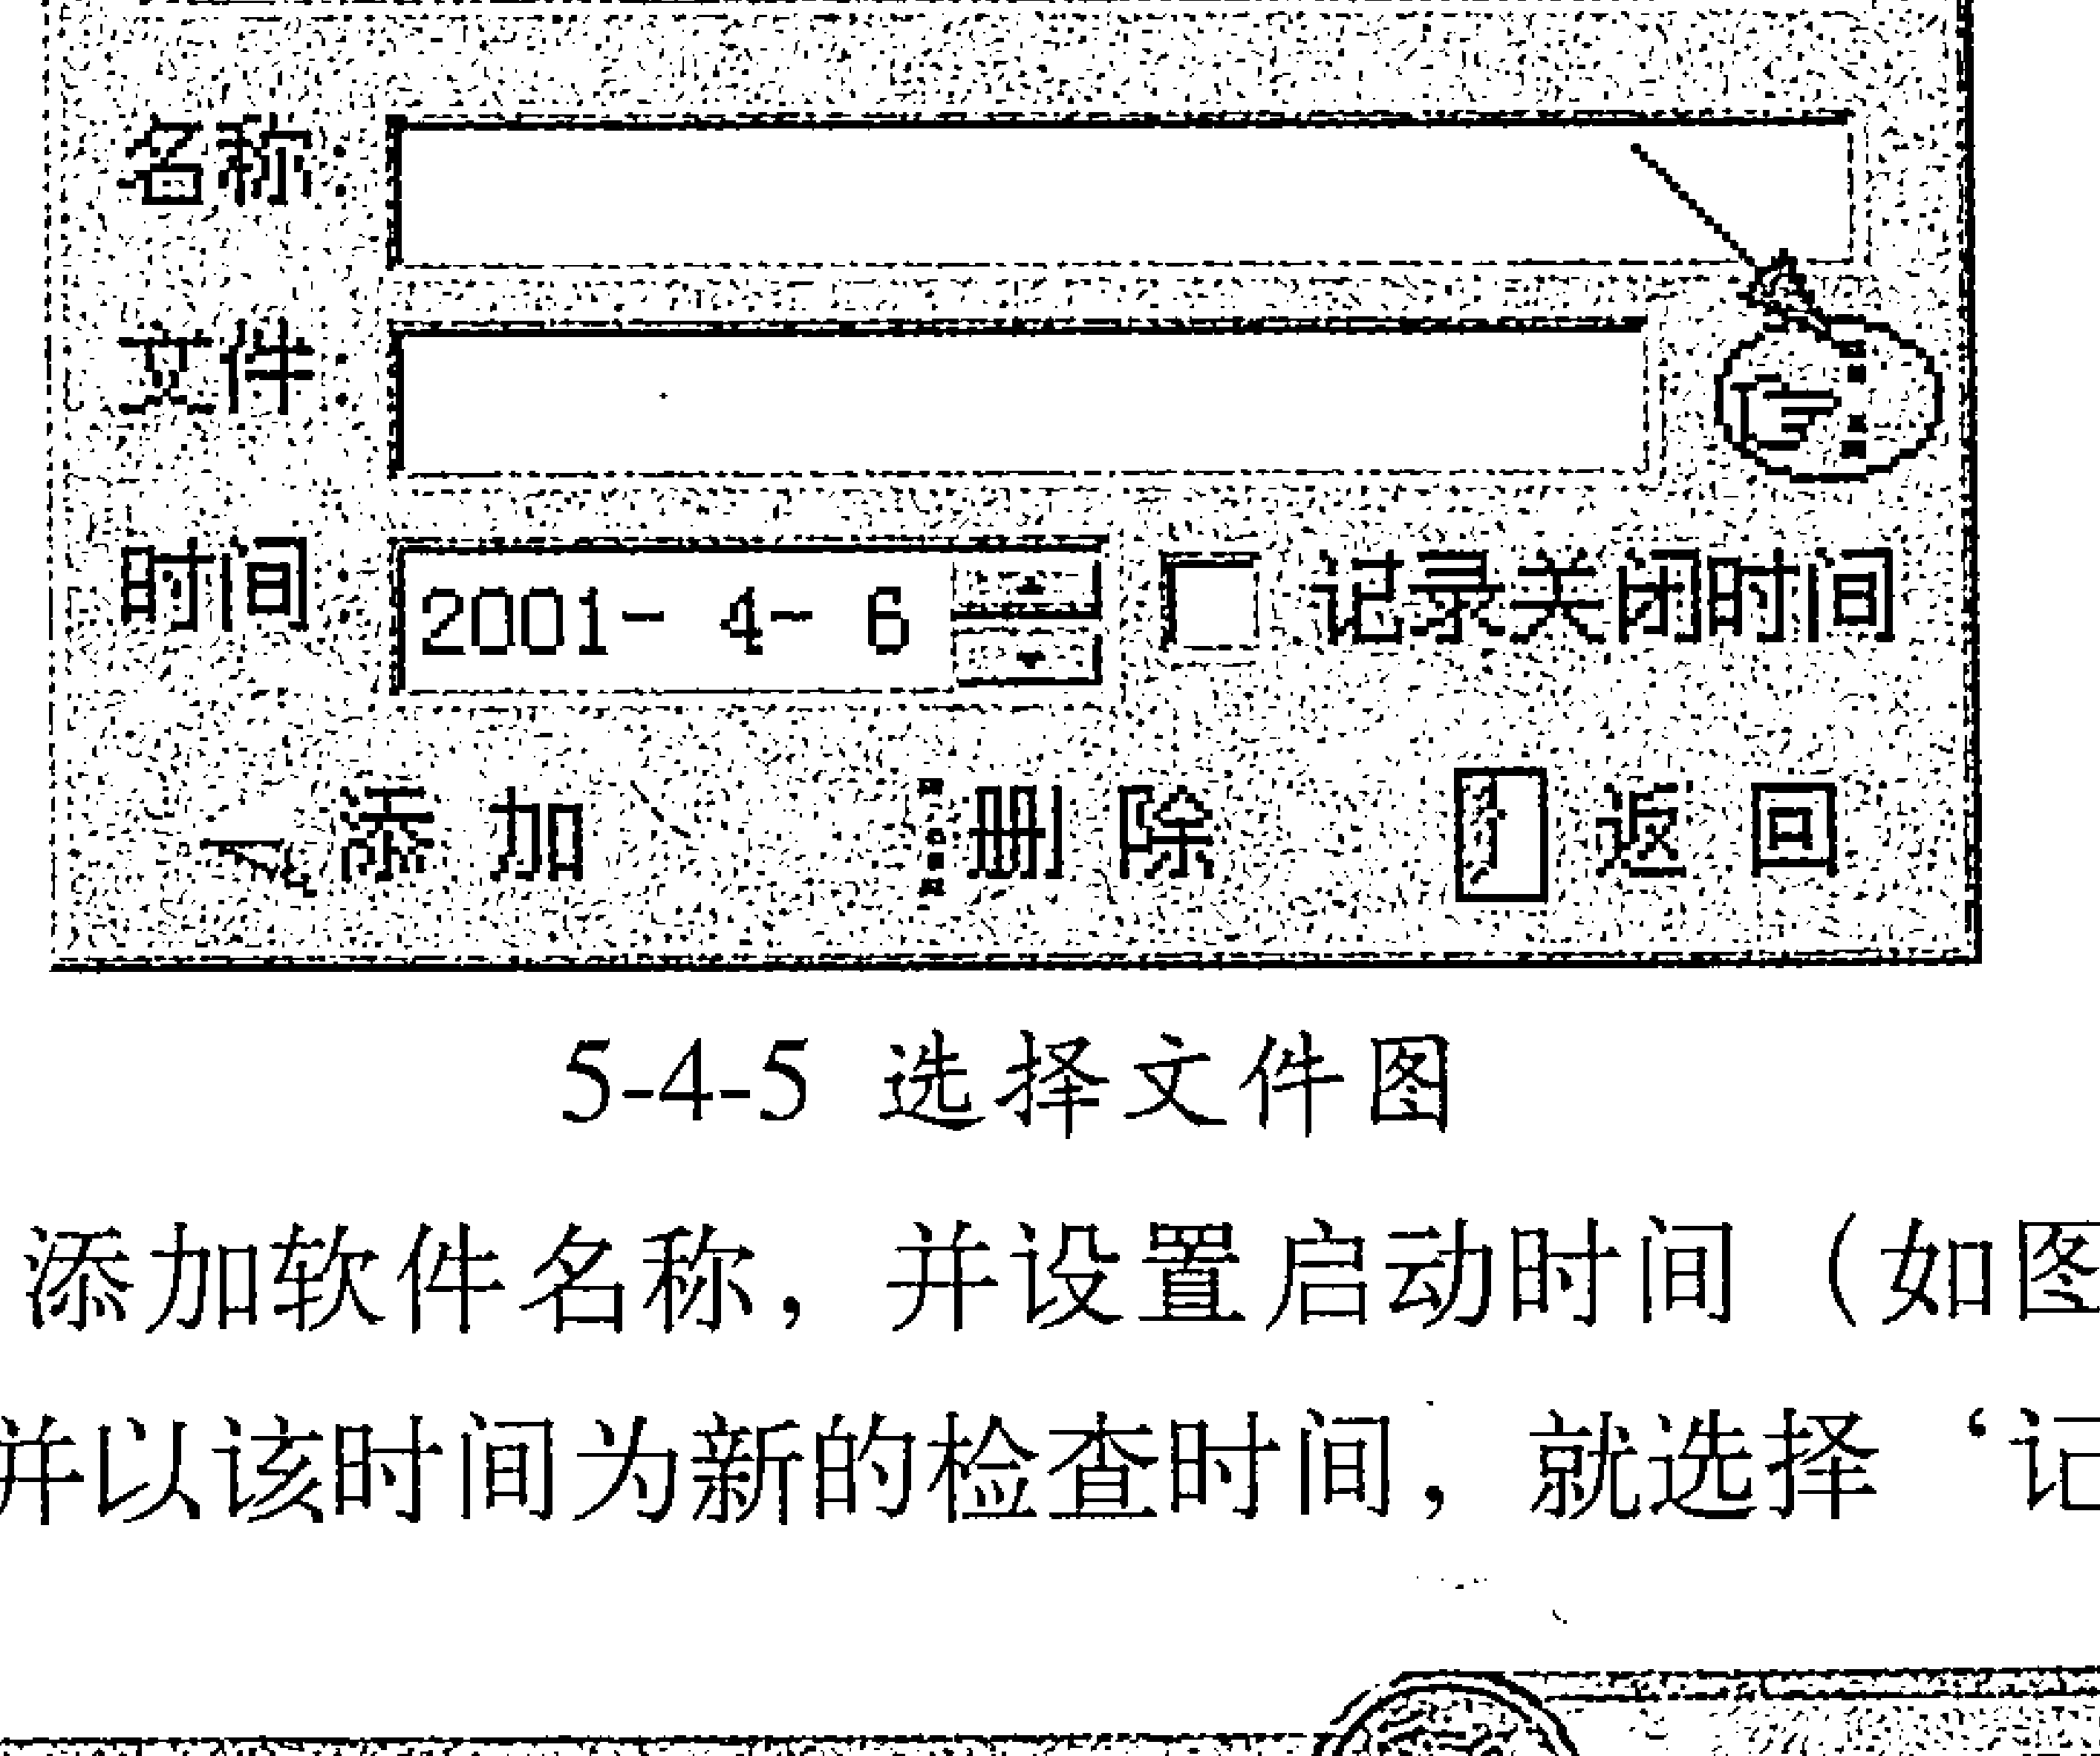 名称:
文件:
时间: 2001- 4- 6 记录关闭时间
添 加 删 除 返 回
5-4-5 选择文件图
添加软件名称，并设置启动时间（如图
并以该时间为新的检查时间，就选择‘记